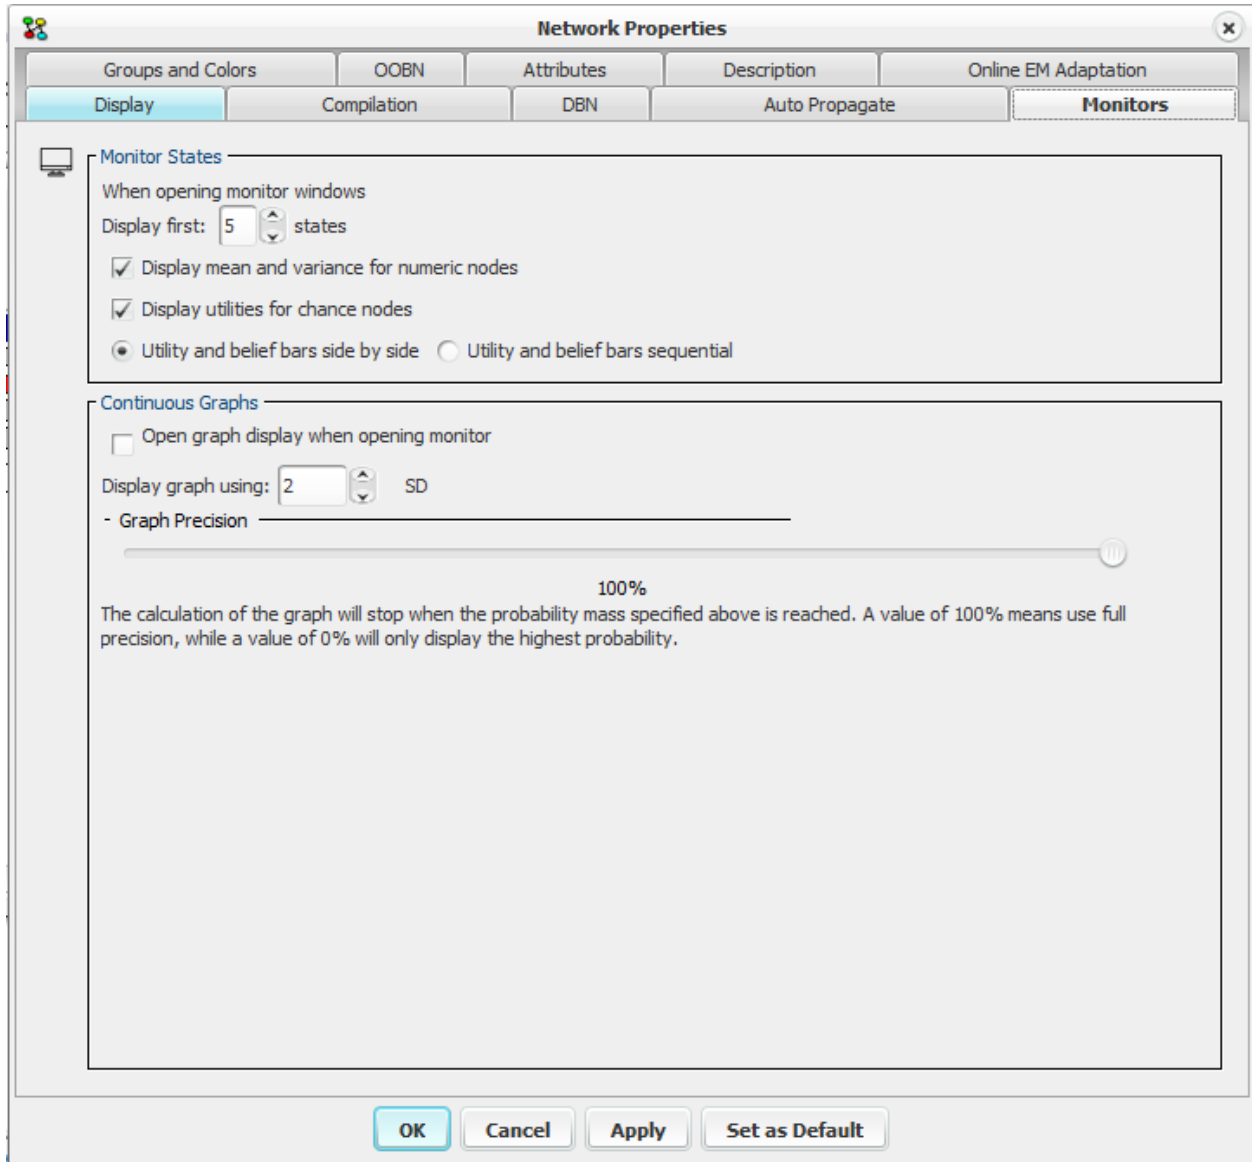 Network Properties
Groups and Colors OOBN Attributes Description Online EM Adaptation
Display Compilation DBN Auto Propagate Monitors
Monitor States
When opening monitor windows
Display first: 5 states
Display mean and variance for numeric nodes
Display utilities for chance nodes
Utility and belief bars side by side Utility and belief bars sequential
Continuous Graphs
Open graph display when opening monitor
Display graph using: 2 SD
- Graph Precision
100%
The calculation of the graph will stop when the probability mass specified above is reached. A value of 100% means use full
precision, while a value of 0% will only display the highest probability.
OK Cancel Apply Set as Default